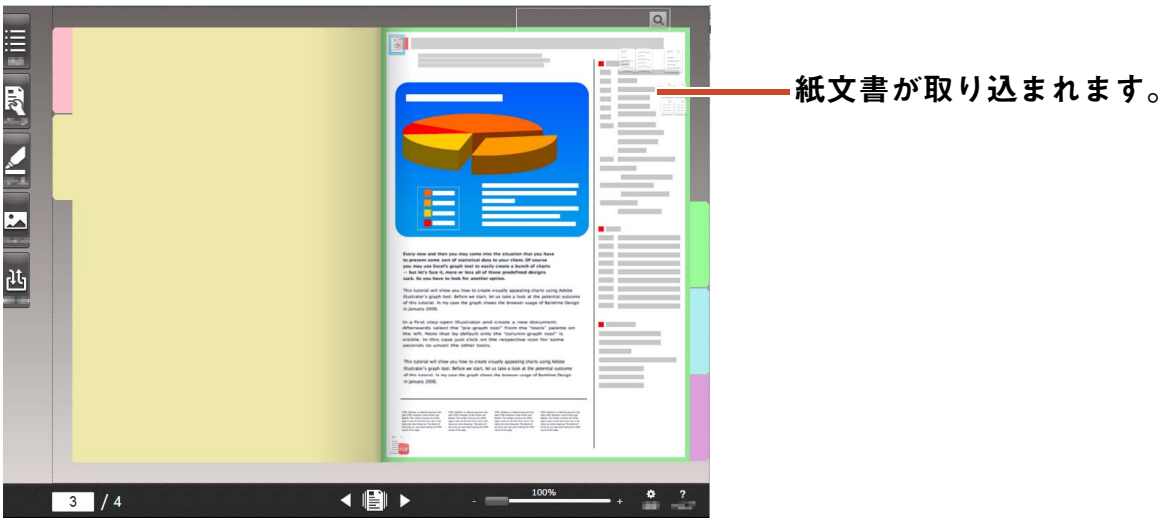 紙文書が取り込まれます。
Every now and then you may come into the situation that you have
to present some sort of statistical data to your client. Of course
you may use Excel's graph tool to easily create a bunch of charts
— but let's face it, more or less all of those predefined designs
suck. So you have to look for another option.
This tutorial will show you how to create visually appealing charts using Adobe
Illustrator's graph tool. Before we start, let us take a look at the potential outcome
of this tutorial. In my case the graph shows the browser usage of Barteline Design
in January 2008.
In a first step open Illustrator and create a new document.
Afterwards select the "pie graph tool" from the "tools" palette on
the left. Note that by default only the "column graph tool" is
visible. In this case just click on the respective icon for some
seconds to unveil the other tools.
This tutorial will show you how to create visually appealing charts using Adobe
Illustrator's graph tool. Before we start, let us take a look at the potential outcome
of this tutorial. In my case the graph shows the browser usage of Barteline Design
in January 2008.
3 / 4
- 100% +
?